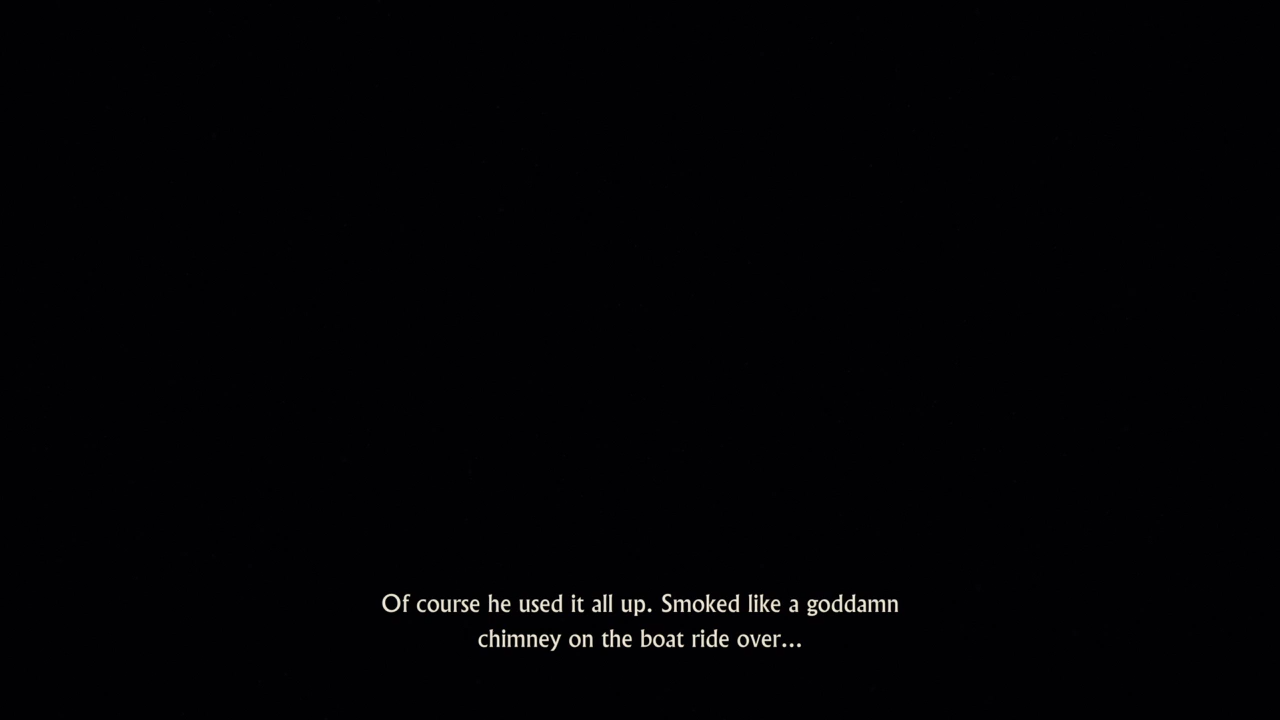 Of course he used it all up. Smoked like a goddamn
chimney on the boat ride over...